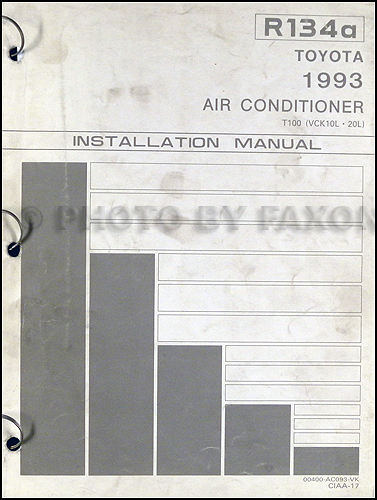 R134a
TOYOTA
1993
AIR CONDITIONER
T100 (VCK10L • 20L)
INSTALLATION MANUAL
© PHOTO BY FAXON
00400-AC093-VK
CIAA-17